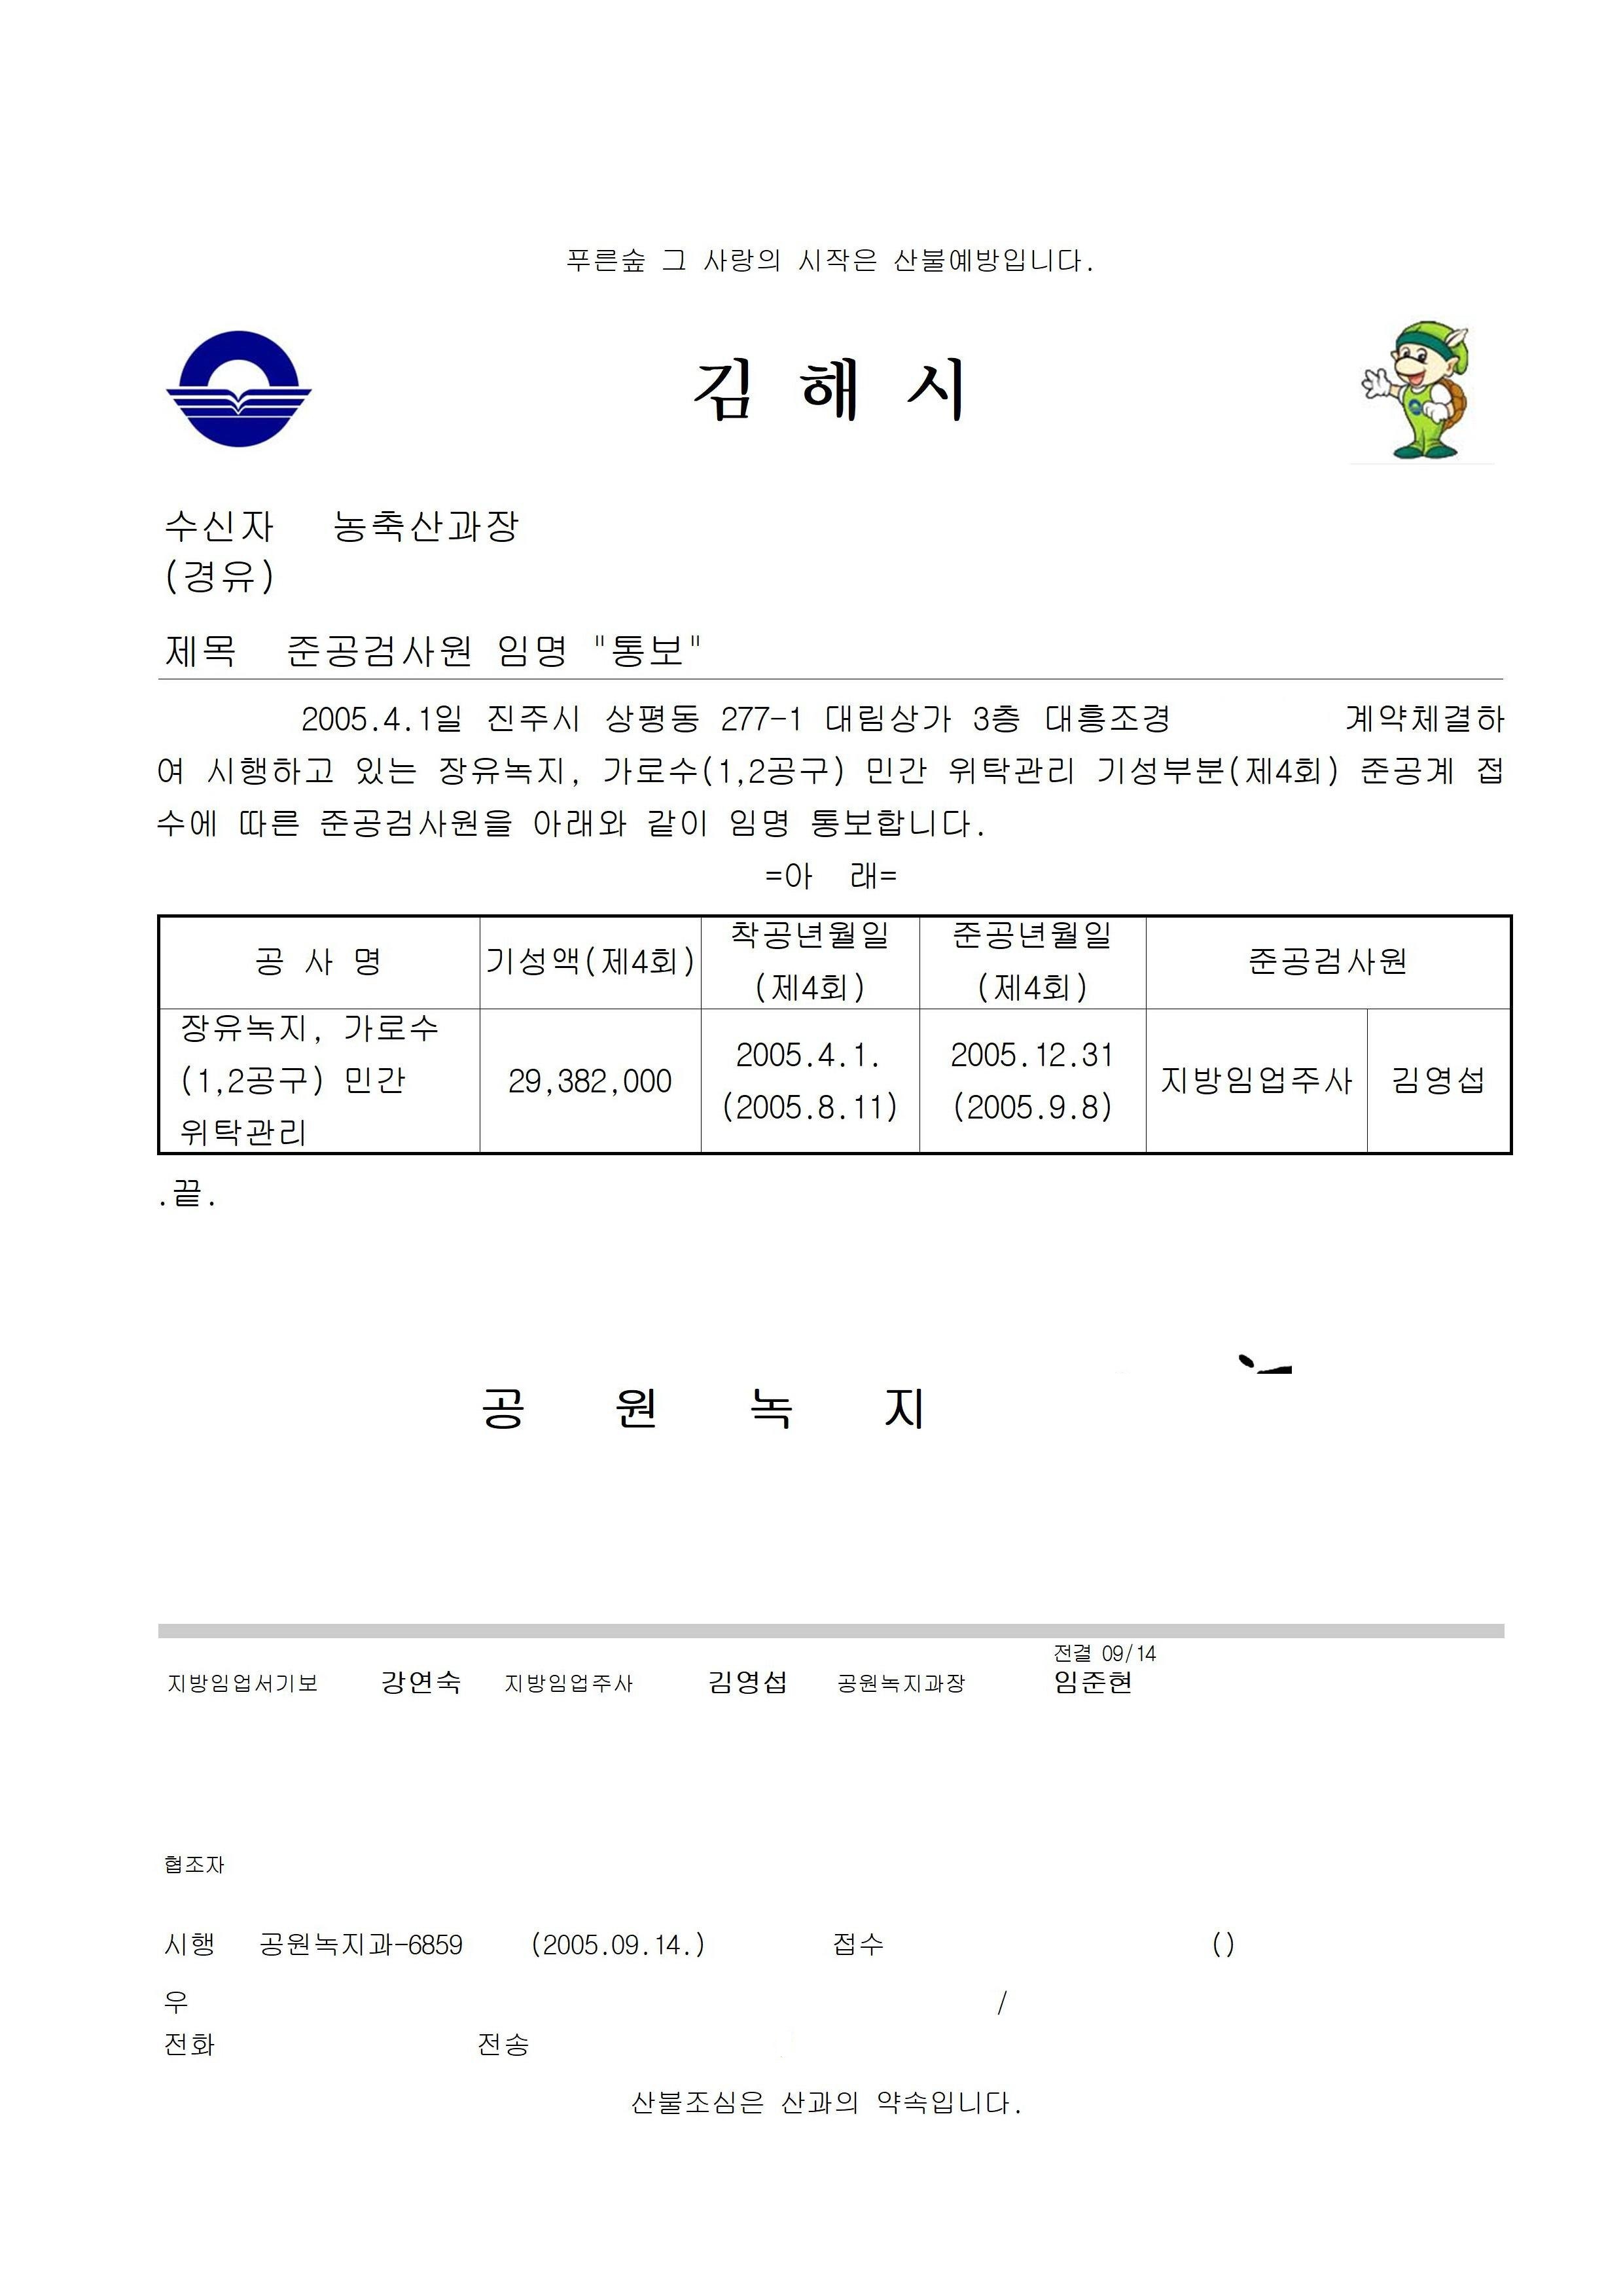 푸른숲 그 사랑의 시작은 산불예방입니다.
김 해 시
수신자 농축산과장
(경유)
제목 준공검사원 임명 "통보"
2005.4.1일 진주시 상평동 277-1 대림상가 3층 대흥조경 계약체결하
여 시행하고 있는 장유녹지, 가로수(1,2공구) 민간 위탁관리 기성부분(제4회) 준공계 접
수에 따른 준공검사원을 아래와 같이 임명 통보합니다.
=아 래=
공 사 명 기성액(제4회) 착공년월일 (제4회) 준공년월일 (제4회) 준공검사원
장유녹지, 가로수
(1,2공구) 민간
위탁관리
29,382,000
2005.4.1.
(2005.8.11)
2005.12.31
(2005.9.8)
지방임업주사 김영섭
.끝.
공 원 녹 지
전결 09/14
지방임업서기보 강연숙 지방임업주사 김영섭 공원녹지과장 임준현
협조자
시행 공원녹지과-6859 (2005.09.14.) 접수 ()
우 /
전화 전송
산불조심은 산과의 약속입니다.